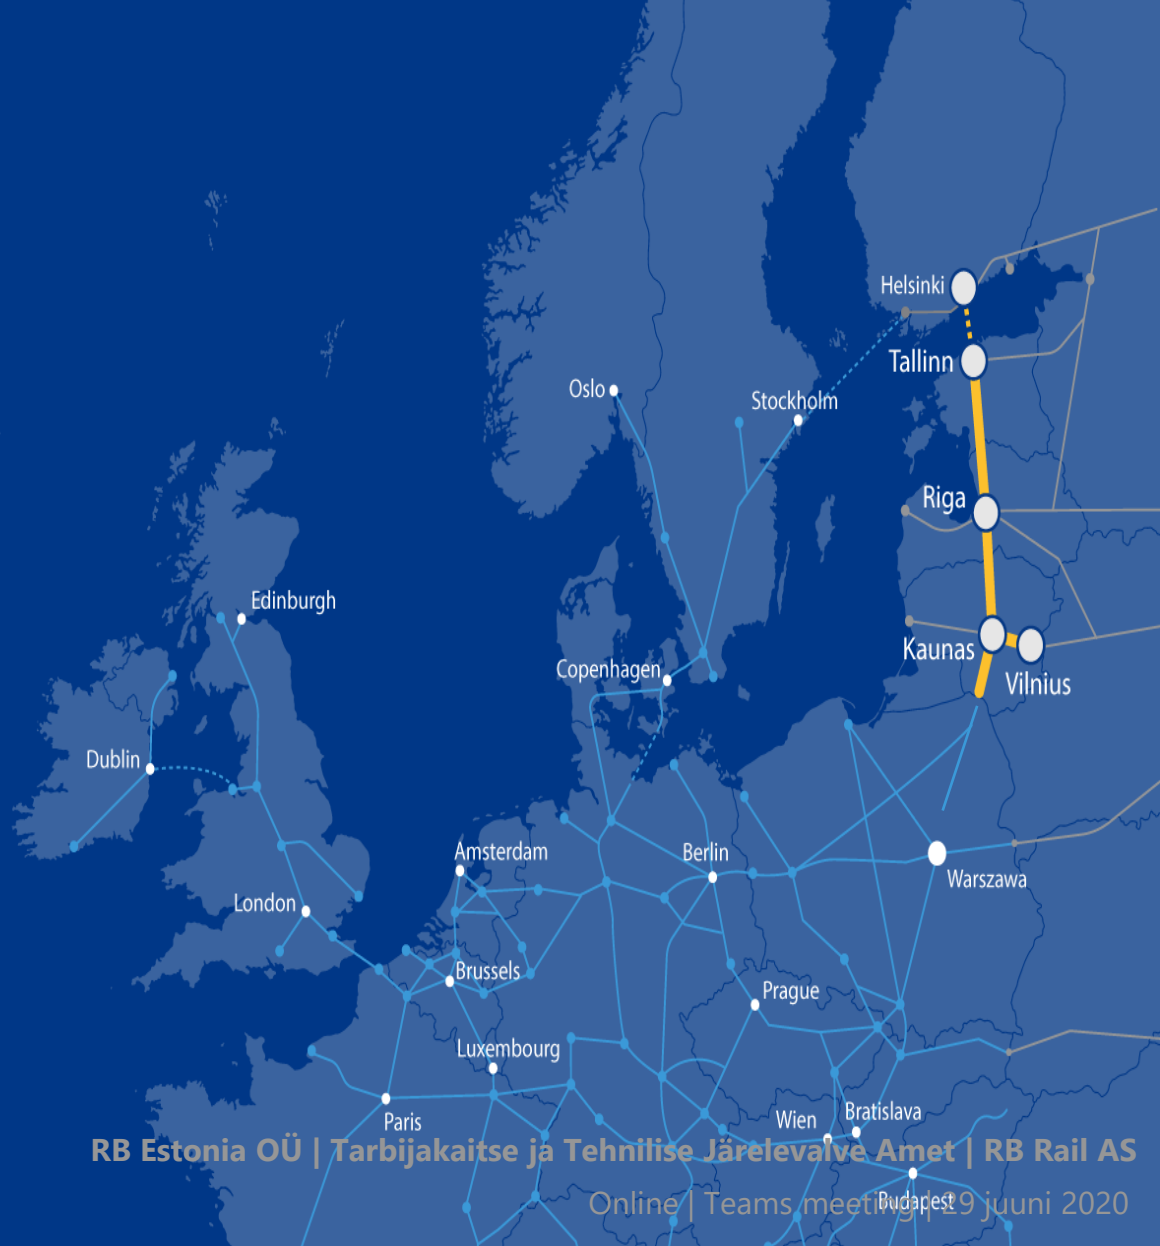 Helsinki
Tallinn
Oslo
Stockholm
Riga
Edinburgh
Kaunas
Copenhagen
Vilnius
Dublin
Amsterdam
Berlin
Warszawa
London
Brussels
Prague
Luxembourg
Paris
Wien
Bratislava
RB Estonia OÜ | Tarbijakaitse ja Tehnilise Järelevalve Amet | RB Rail AS
Budapest
Online | Teams meeting | 29 juuni 2020